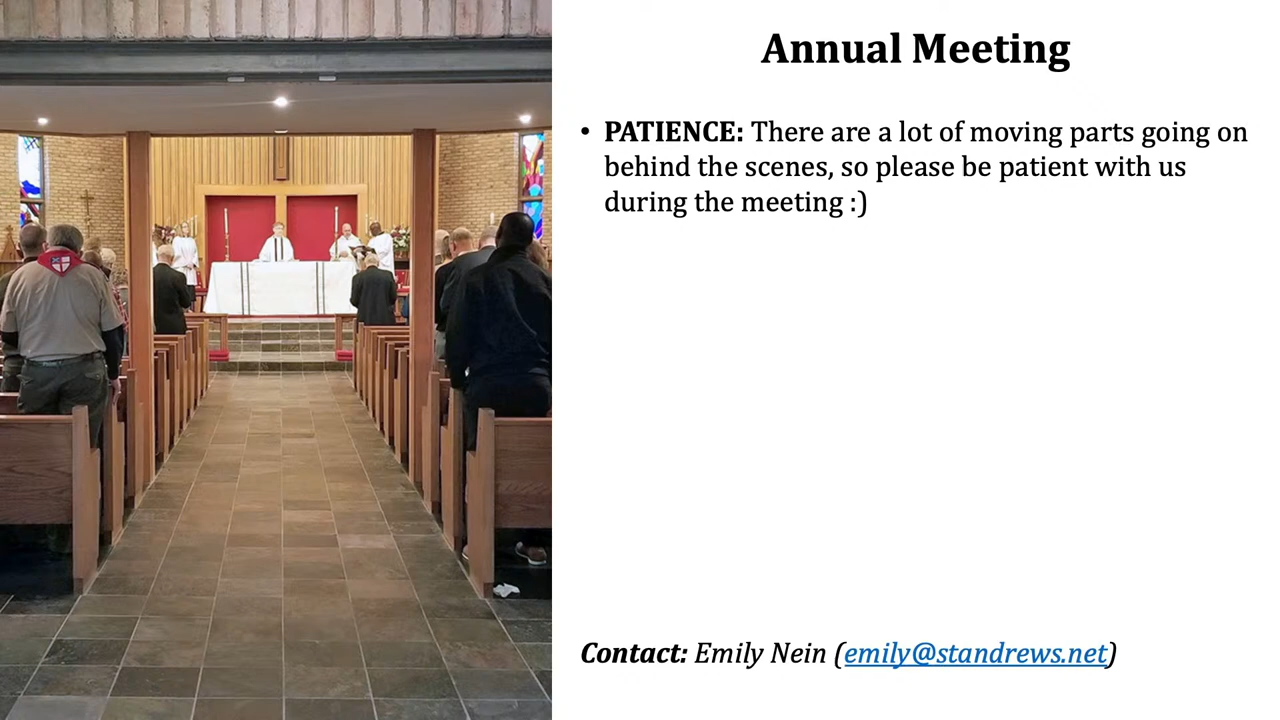 Annual Meeting
• PATIENCE: There are a lot of moving parts going on
behind the scenes, so please be patient with us
during the meeting :)
Contact: Emily Nein (emily@standrews.net)